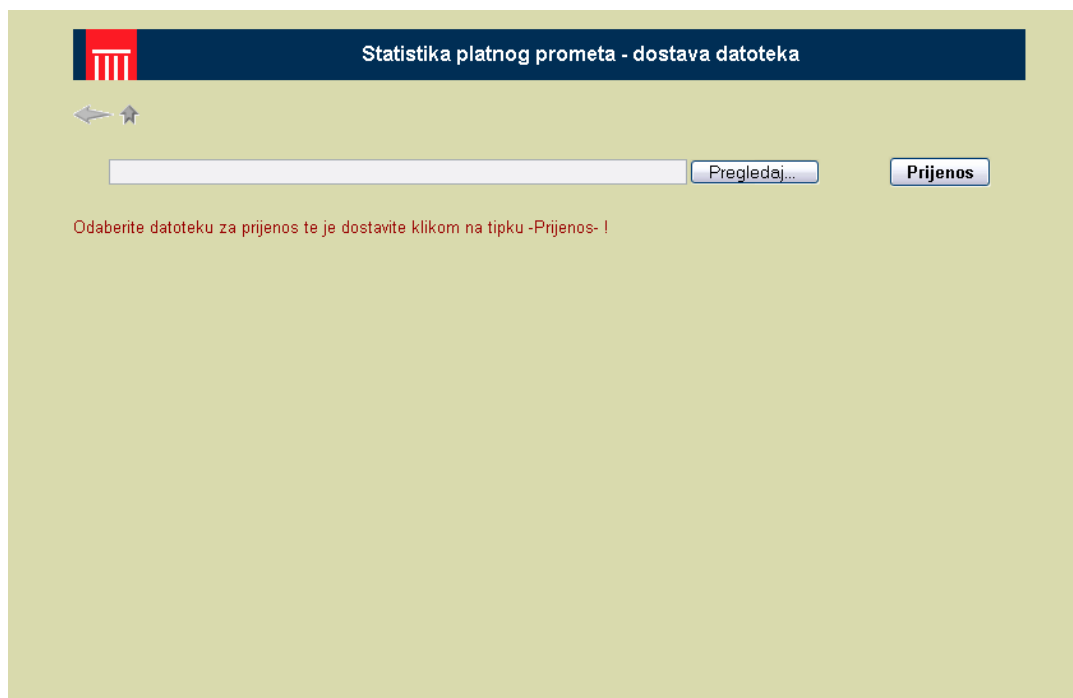 Statistika platnog prometa - dostava datoteka
Pregledaj...
Prijenos
Odaberite datoteku za prijenos te je dostavite klikom na tipku -Prijenos- !